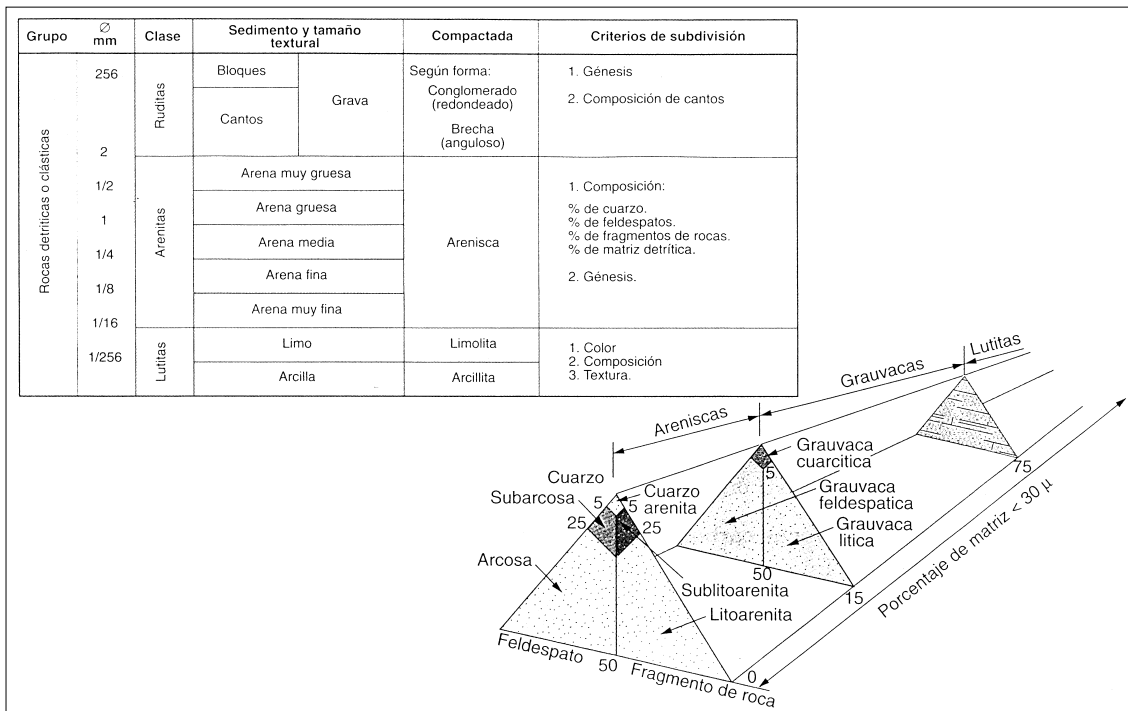 Grupo
Ø
mm
Clase
Sedimento y tamaño
textural
Compactada
Criterios de subdivisión
Rocas detríticas o clásticas
256
2
1/2
1
1/4
1/8
1/16
1/256
Ruditas
Bloques
Cantos
Grava
Según forma:
Conglomerado
(redondeado)
Brecha
(anguloso)
1. Génesis
2. Composición de cantos
Arenitas
Arena muy gruesa
Arena gruesa
Arena media
Arena fina
Arena muy fina
Arenisca
1. Composición:
% de cuarzo.
% de feldespatos.
% de fragmentos de rocas.
% de matriz detrítica.
2. Génesis.
Lutitas
Limo
Arcilla
Limolita
Arcillita
1. Color
2. Composición
3. Textura.
Areniscas
Grauvacas
Lutitas
Cuarzo
Subarcosa
5
5
Cuarzo
arenita
25
25
Arcosa
Sublitoarenita
Litoarenita
Feldespato
50
Fragmento de roca
0
Grauvaca
cuarcitica
5
Grauvaca
feldespatica
Grauvaca
litica
50
15
75
Porcentaje de matriz < 30 µ